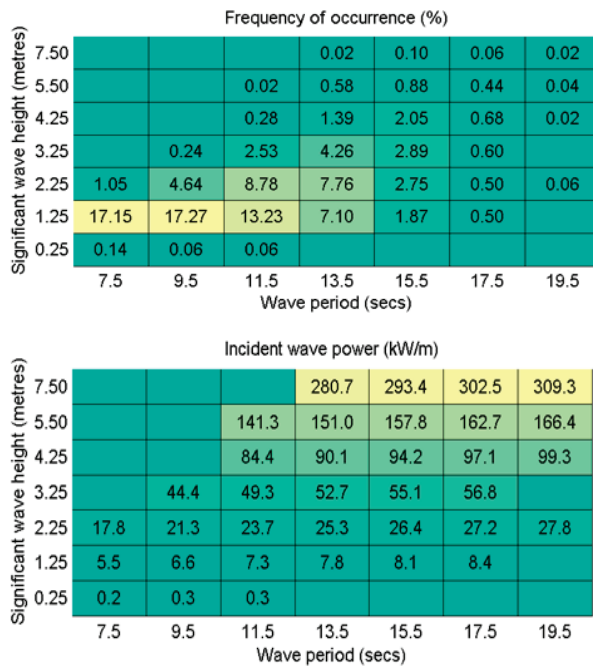 Frequency of occurrence (%)
Significant wave height (metres)
7.50 0.02 0.10 0.06 0.02
5.50 0.02 0.58 0.88 0.44 0.04
4.25 0.28 1.39 2.05 0.68 0.02
3.25 0.24 2.53 4.26 2.89 0.60
2.25 1.05 4.64 8.78 7.76 2.75 0.50 0.06
1.25 17.15 17.27 13.23 7.10 1.87 0.50
0.25 0.14 0.06 0.06
7.5 9.5 11.5 13.5 15.5 17.5 19.5
Wave period (secs)
Incident wave power (kW/m)
Significant wave height (metres)
7.50 280.7 293.4 302.5 309.3
5.50 141.3 151.0 157.8 162.7 166.4
4.25 84.4 90.1 94.2 97.1 99.3
3.25 44.4 49.3 52.7 55.1 56.8
2.25 17.8 21.3 23.7 25.3 26.4 27.2 27.8
1.25 5.5 6.6 7.3 7.8 8.1 8.4
0.25 0.2 0.3 0.3
7.5 9.5 11.5 13.5 15.5 17.5 19.5
Wave period (secs)